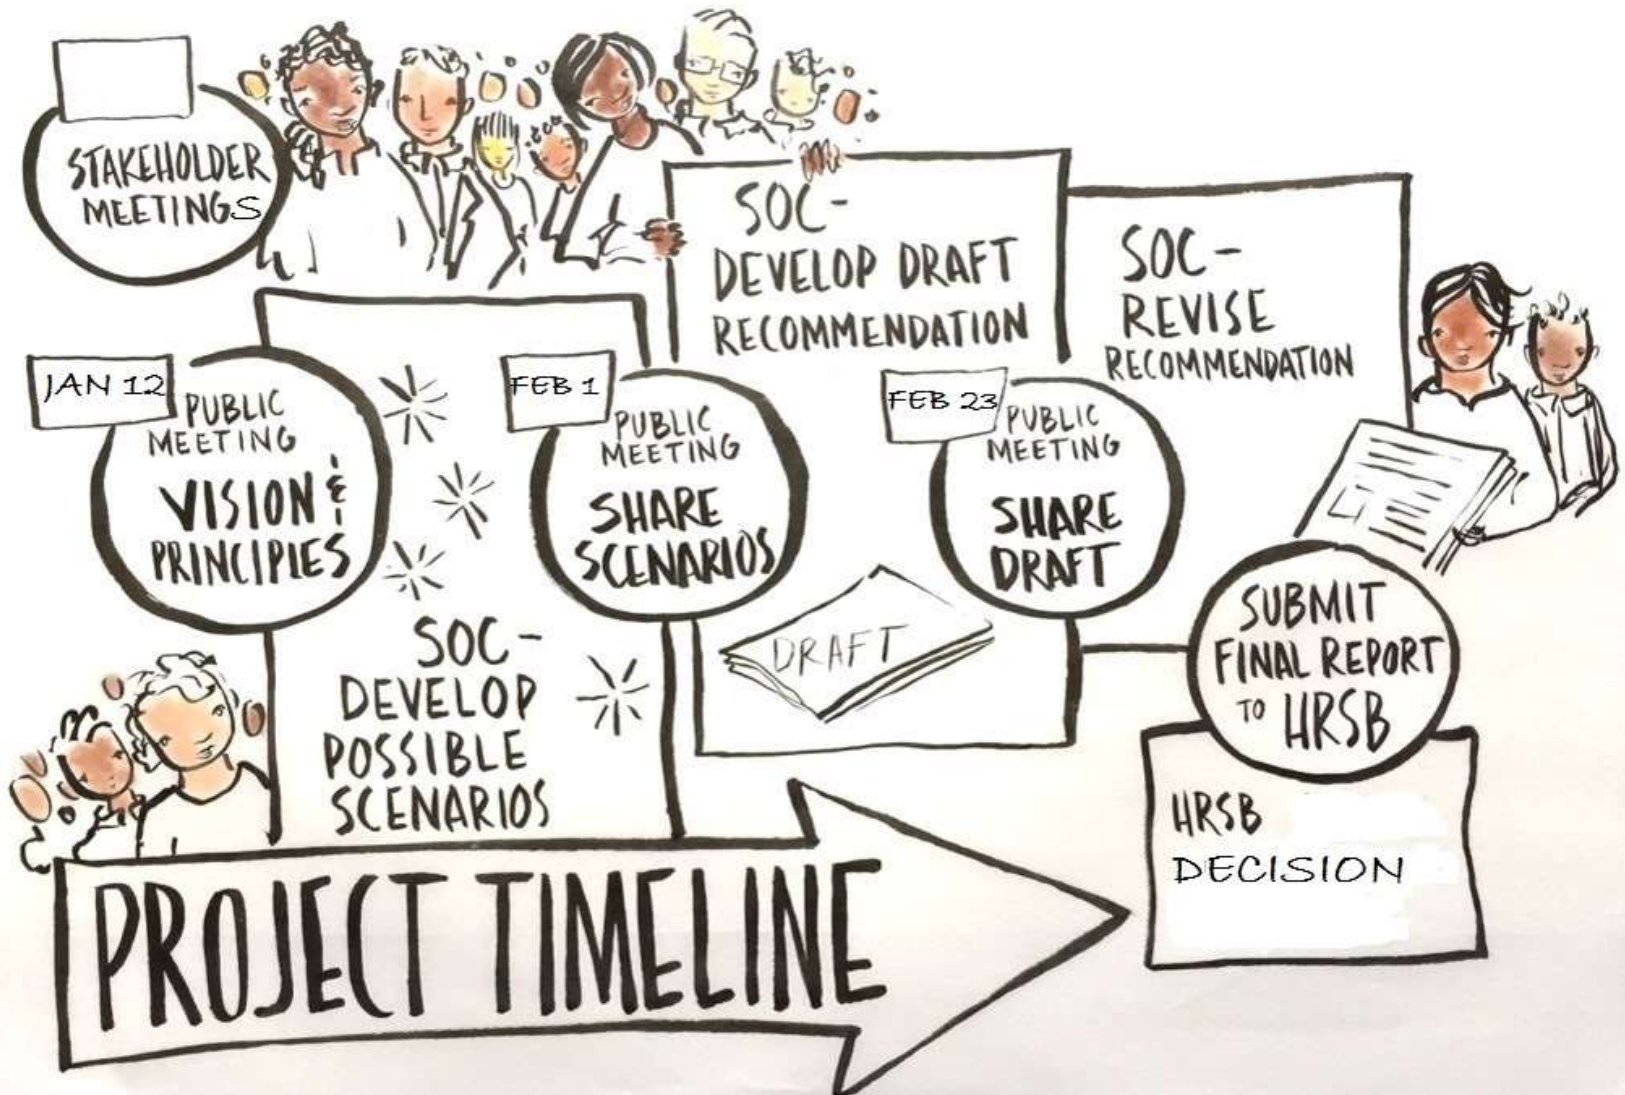 STAKEHOLDER
MEETINGS
JAN 12
PUBLIC
MEETING
VISION &
PRINCIPLES
SOC-
DEVELOP
POSSIBLE
SCENARIOS
FEB 1
PUBLIC
MEETING
SHARE
SCENARIOS
SOC-
DEVELOP DRAFT
RECOMMENDATION
DRAFT
FEB 23
PUBLIC
MEETING
SHARE
DRAFT
SOC-
REVISE
RECOMMENDATION
SUBMIT
FINAL REPORT
TO HRSB
HRSB
DECISION
PROJECT TIMELINE